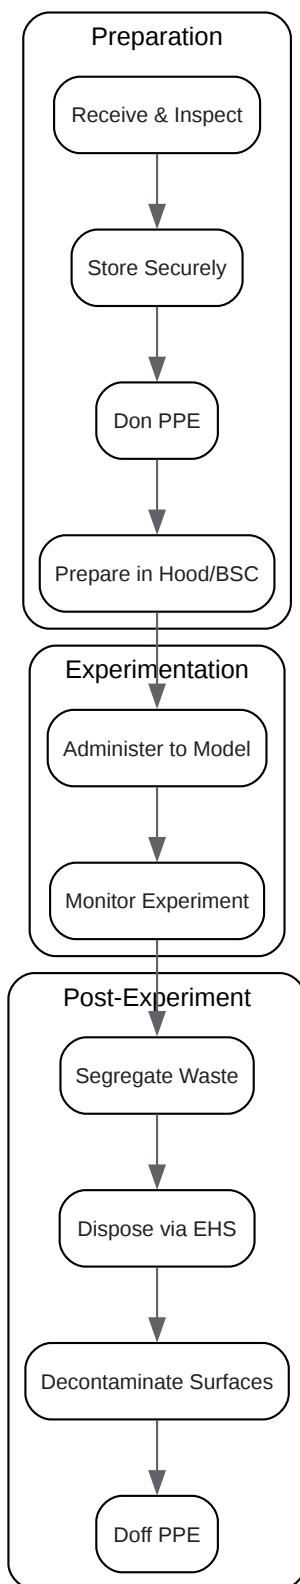 Preparation
Receive & Inspect
Store Securely
Don PPE
Prepare in Hood/BSC
Experimentation
Administer to Model
Monitor Experiment
Post-Experiment
Segregate Waste
Dispose via EHS
Decontaminate Surfaces
Doff PPE